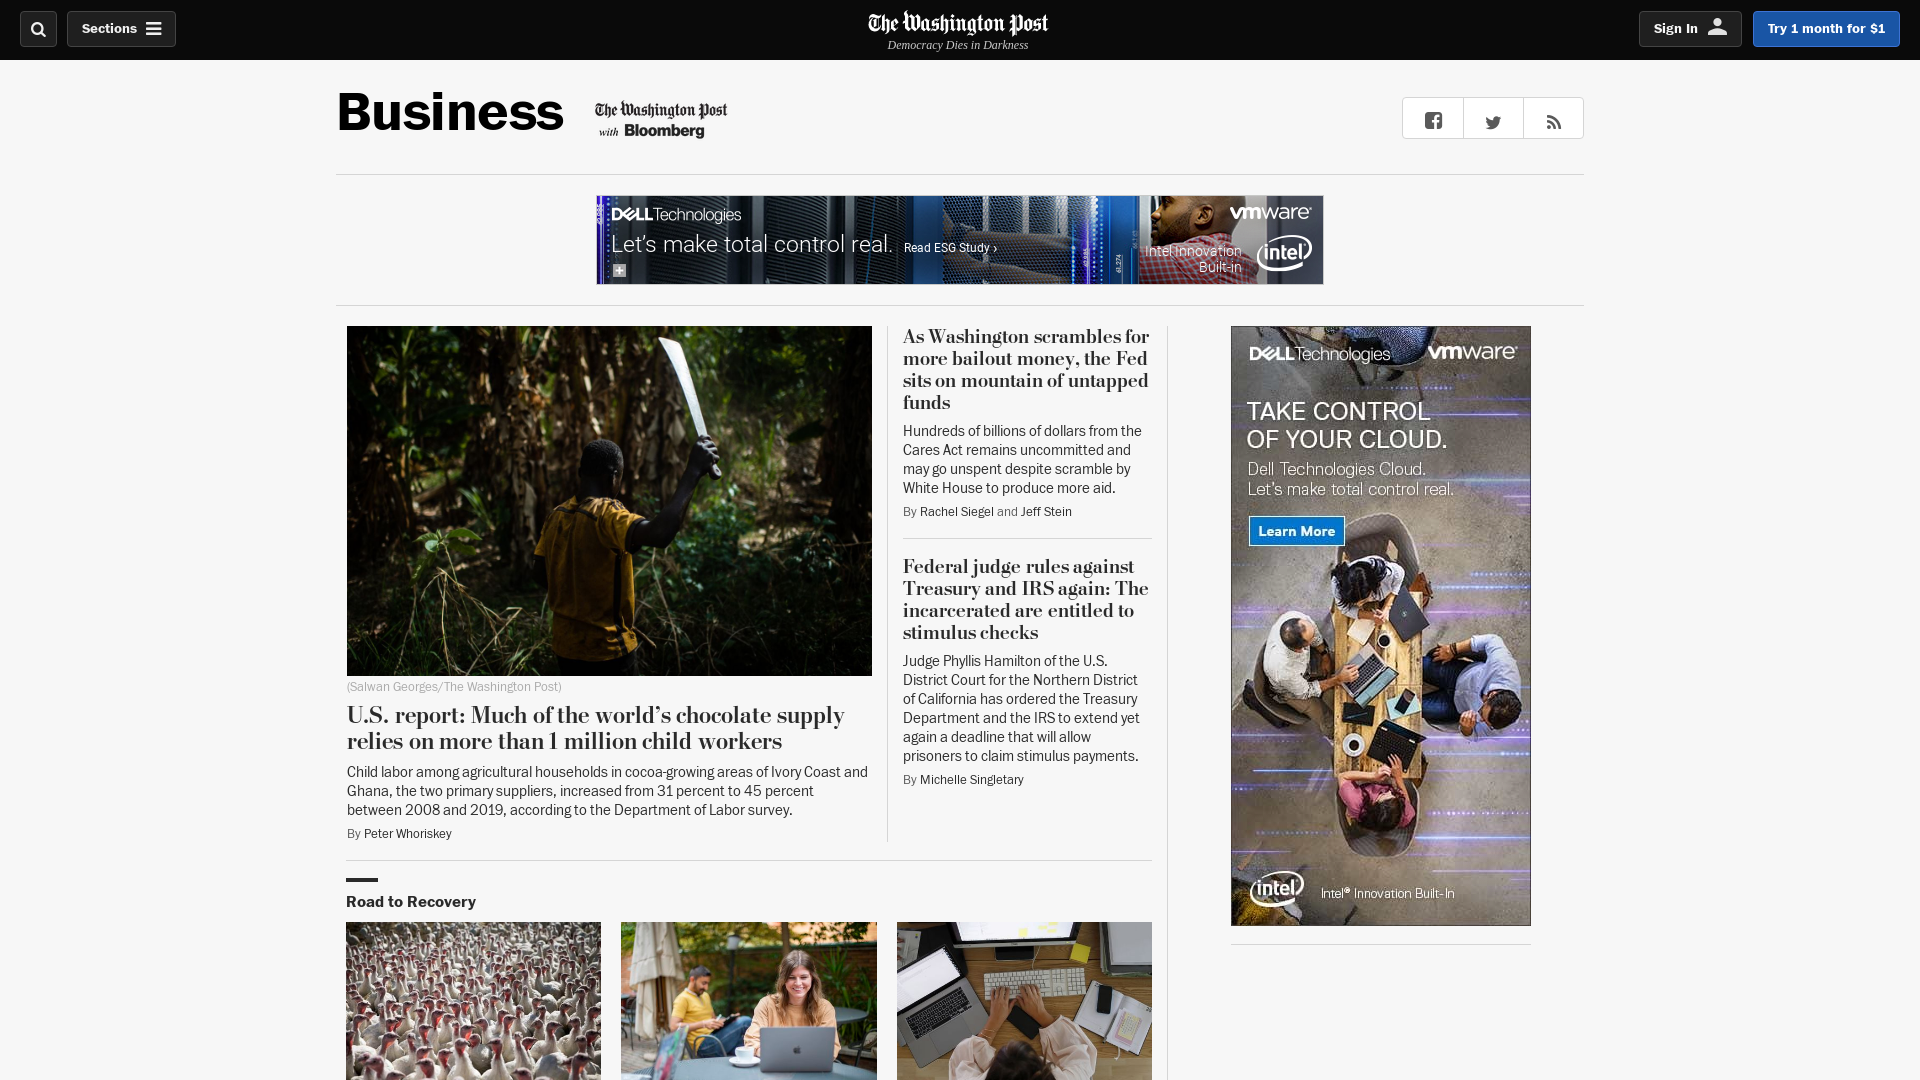 Sections
The Washington Post
Democracy Dies in Darkness
Sign In
Try 1 month for $1
Business
The Washington Post
with Bloomberg
DELLTechnologies
vmware®
Let's make total control real. Read ESG Study ›
Intel Innovation
Built-in
intel
(Salwan Georges/The Washington Post)
U.S. report: Much of the world’s chocolate supply
relies on more than 1 million child workers
Child labor among agricultural households in cocoa-growing areas of Ivory Coast and
Ghana, the two primary suppliers, increased from 31 percent to 45 percent
between 2008 and 2019, according to the Department of Labor survey.
By Peter Whoriskey
As Washington scrambles for
more bailout money, the Fed
sits on mountain of untapped
funds
Hundreds of billions of dollars from the
Cares Act remains uncommitted and
may go unspent despite scramble by
White House to produce more aid.
By Rachel Siegel and Jeff Stein
Federal judge rules against
Treasury and IRS again: The
incarcerated are entitled to
stimulus checks
Judge Phyllis Hamilton of the U.S.
District Court for the Northern District
of California has ordered the Treasury
Department and the IRS to extend yet
again a deadline that will allow
prisoners to claim stimulus payments.
By Michelle Singletary
DELLTechnologies
vmware®
TAKE CONTROL
OF YOUR CLOUD.
Dell Technologies Cloud.
Let's make total control real.
Learn More
intel
Intel® Innovation Built-In
Road to Recovery